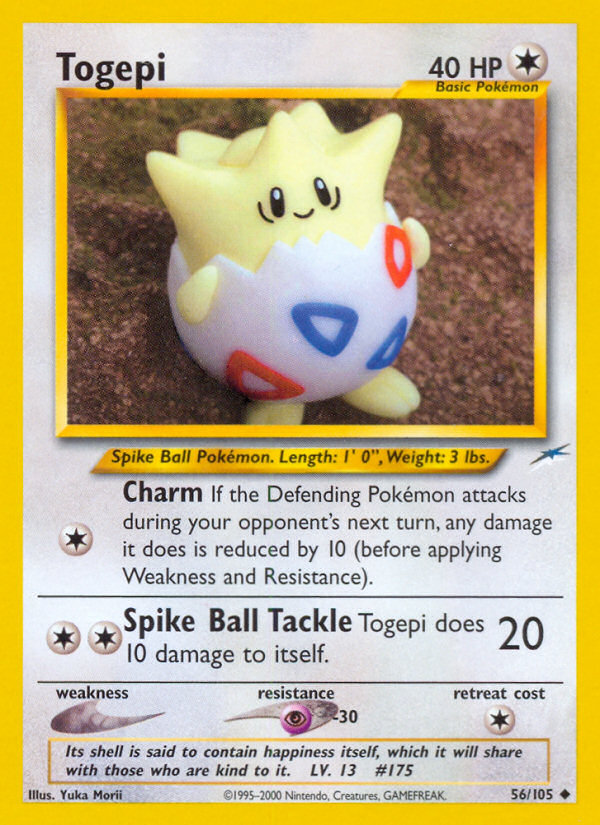 Togepi
40 HP
Basic Pokémon
Spike Ball Pokémon. Length: 1' 0", Weight: 3 lbs.
Charm If the Defending Pokémon attacks
during your opponent's next turn, any damage
it does is reduced by 10 (before applying
Weakness and Resistance).
Spike Ball Tackle Togepi does 20
10 damage to itself.
weakness resistance retreat cost
-30
Its shell is said to contain happiness itself, which it will share
with those who are kind to it. LV. 13 #175
Illus. Yuka Morii ©1995–2000 Nintendo, Creatures, GAMEFREAK. 56/105